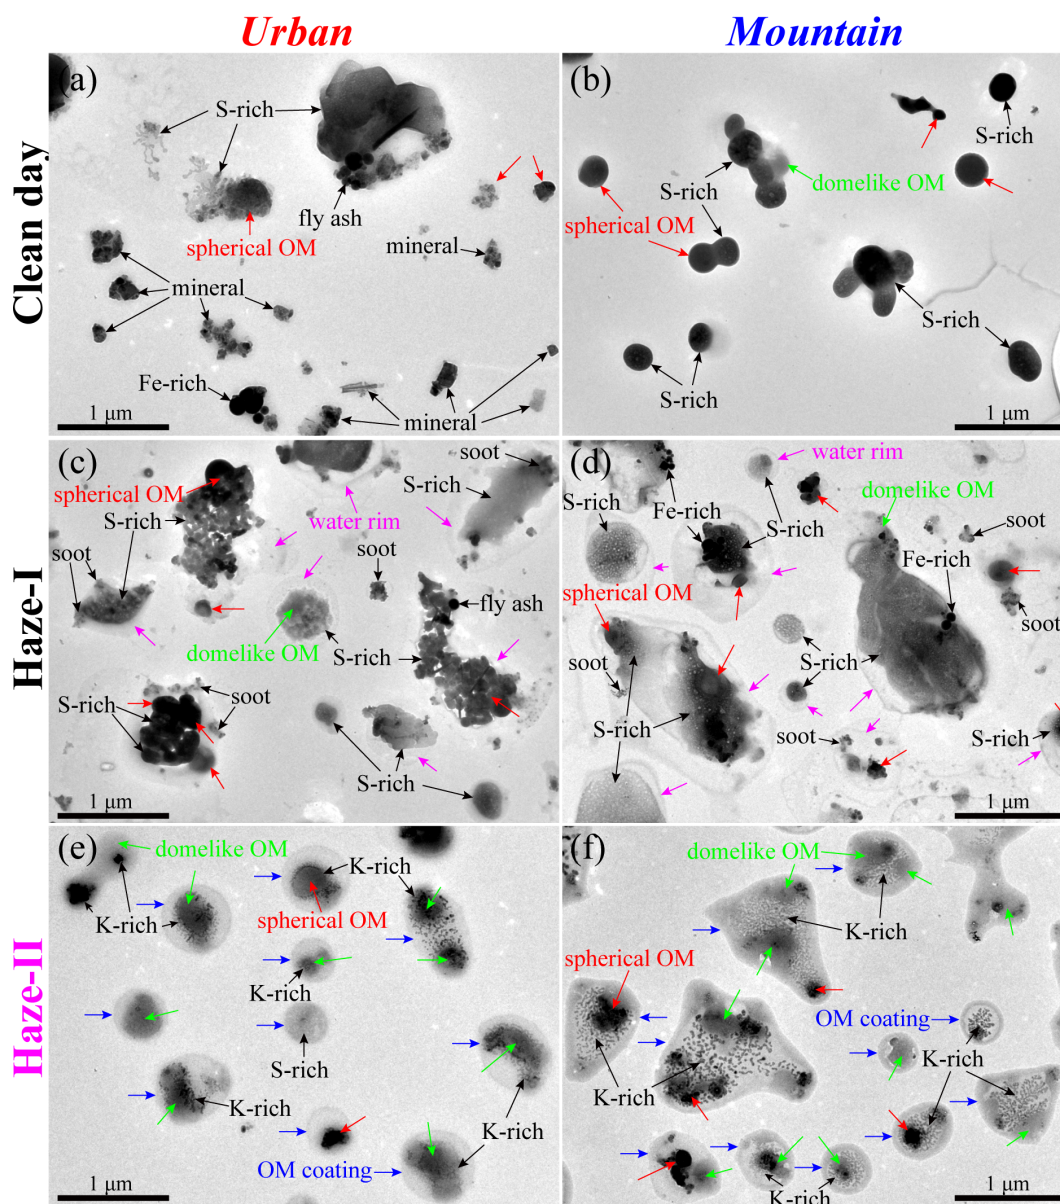 Urban
Mountain
Clean day
(a)
S-rich
fly ash
spherical OM
mineral
mineral
Fe-rich
mineral
1 μm
(b)
S-rich
domelike OM
S-rich
spherical OM
S-rich
S-rich
1 μm
Haze-I
(c)
soot
spherical OM
S-rich
S-rich
water rim
soot
soot
fly ash
domelike OM
S-rich
S-rich
soot
S-rich
1 μm
(d)
water rim
domelike OM
S-rich
Fe-rich
S-rich
soot
Fe-rich
spherical OM
soot
S-rich
soot
S-rich
soot
S-rich
1 μm
Haze-II
(e)
domelike OM
K-rich
K-rich
spherical OM
K-rich
S-rich
K-rich
K-rich
OM coating
1 μm
(f)
domelike OM
K-rich
K-rich
spherical OM
OM coating
K-rich
K-rich
K-rich
1 μm